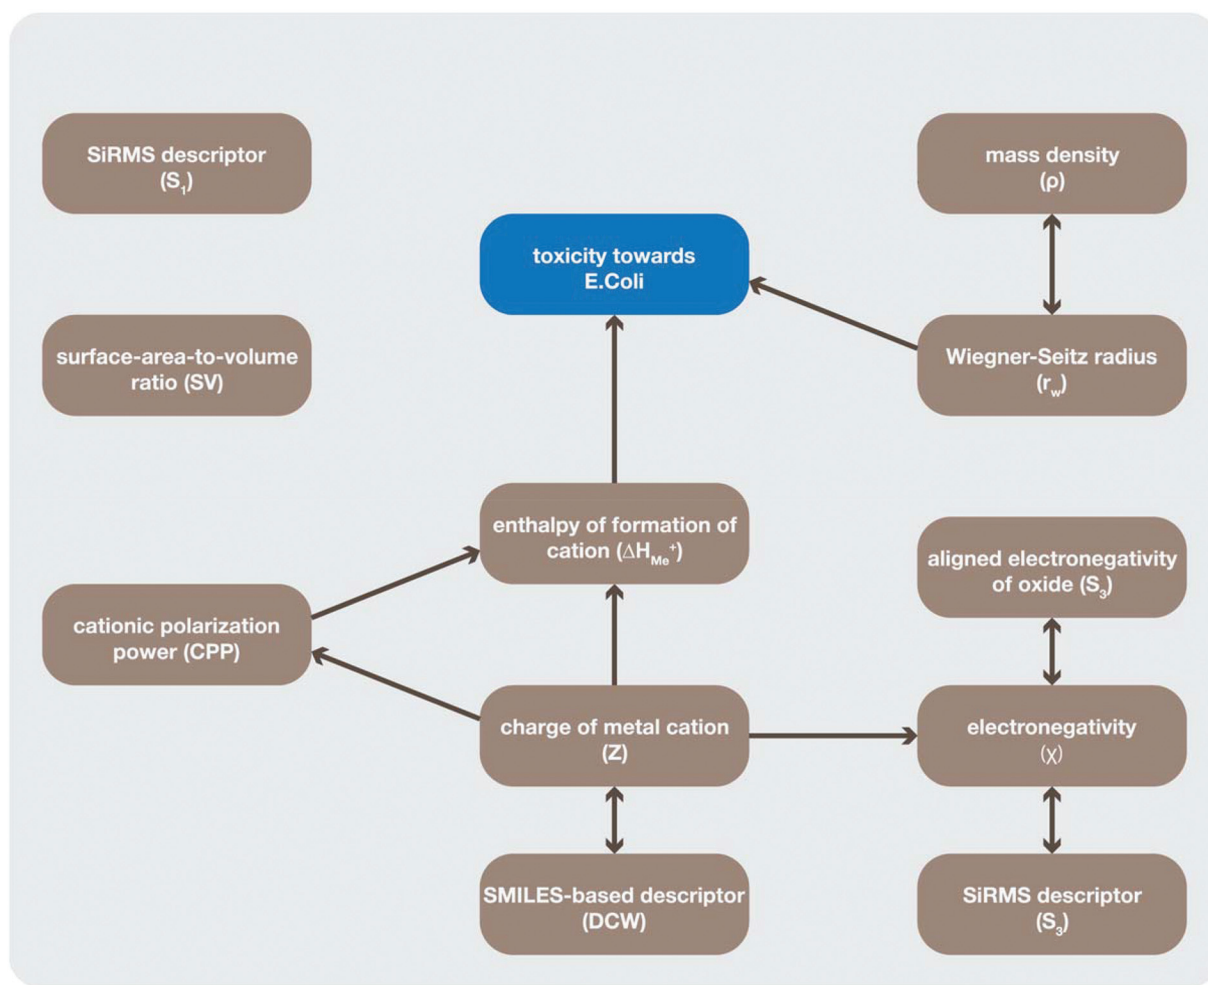 SiRMS descriptor
(S₁)
mass density
(ρ)
toxicity towards
E.Coli
surface-area-to-volume
ratio (SV)
Wiegner-Seitz radius
(r_w)
enthalpy of formation of
cation (ΔH_Me⁺)
aligned electronegativity
of oxide (S₃)
cationic polarization
power (CPP)
charge of metal cation
(Z)
electronegativity
(χ)
SMILES-based descriptor
(DCW)
SiRMS descriptor
(S₃)